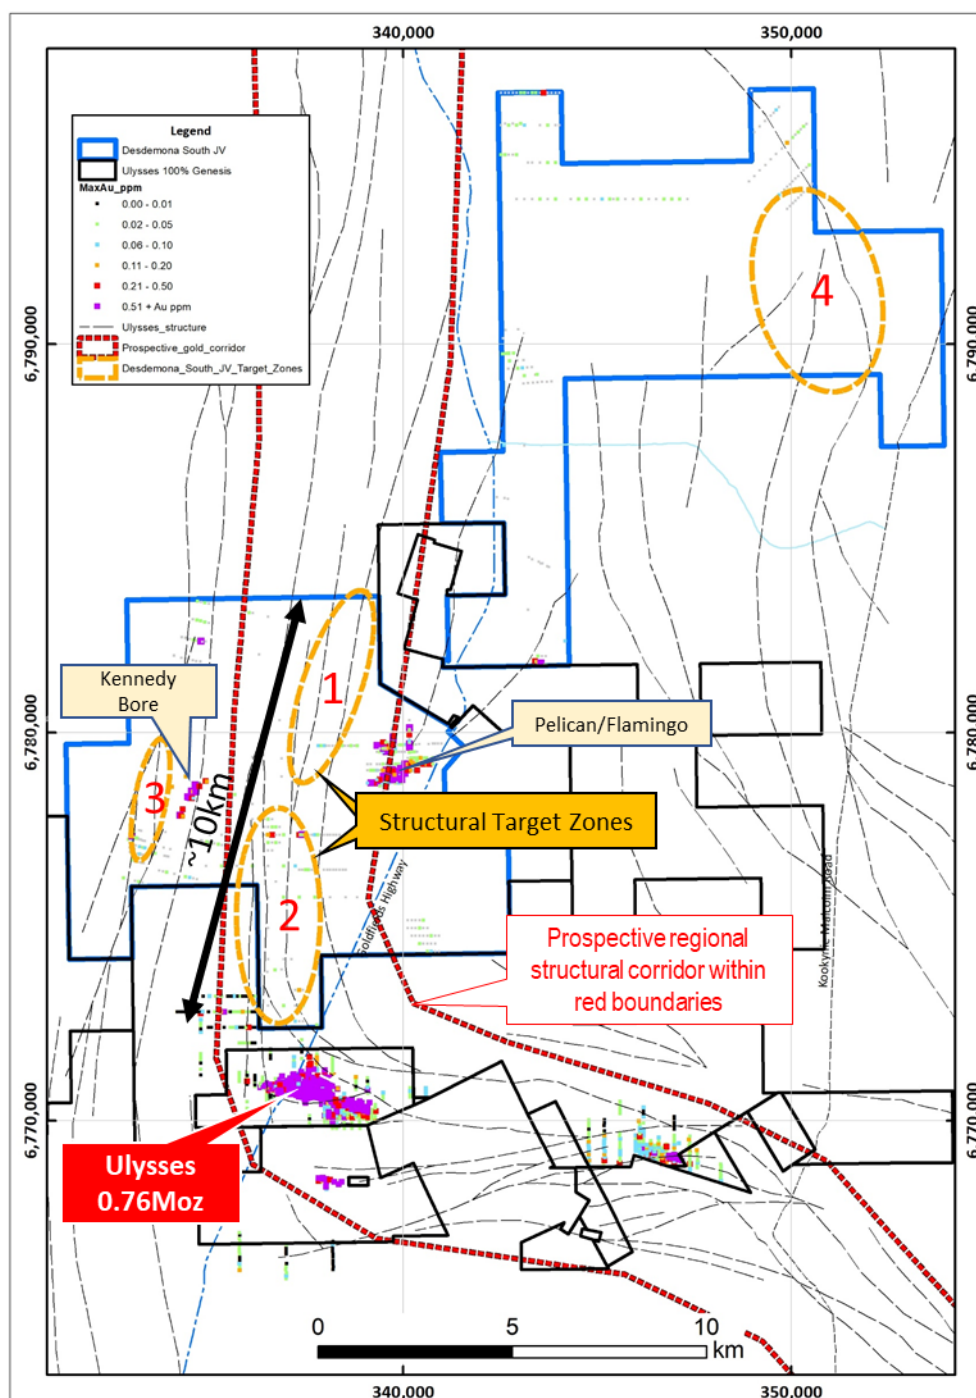 340,000
350,000
Legend
Desdemona South JV
Ulysses 100% Genesis
MaxAu_ppm
0.00 - 0.01
0.02 - 0.05
0.06 - 0.10
0.11 - 0.20
0.21 - 0.50
0.51 + Au ppm
Ulysses_structure
Prospective_gold_corridor
Desdemona_South_JV_Target_Zones
4
6,790,000
6,790,000
1
Kennedy
Bore
Pelican/Flamingo
6,780,000
6,780,000
3
~10km
Structural Target Zones
2
Goldfields Highway
Kookynie Malcolm Road
Prospective regional
structural corridor within
red boundaries
6,770,000
6,770,000
Ulysses
0.76Moz
0
5
10
km
340,000
350,000